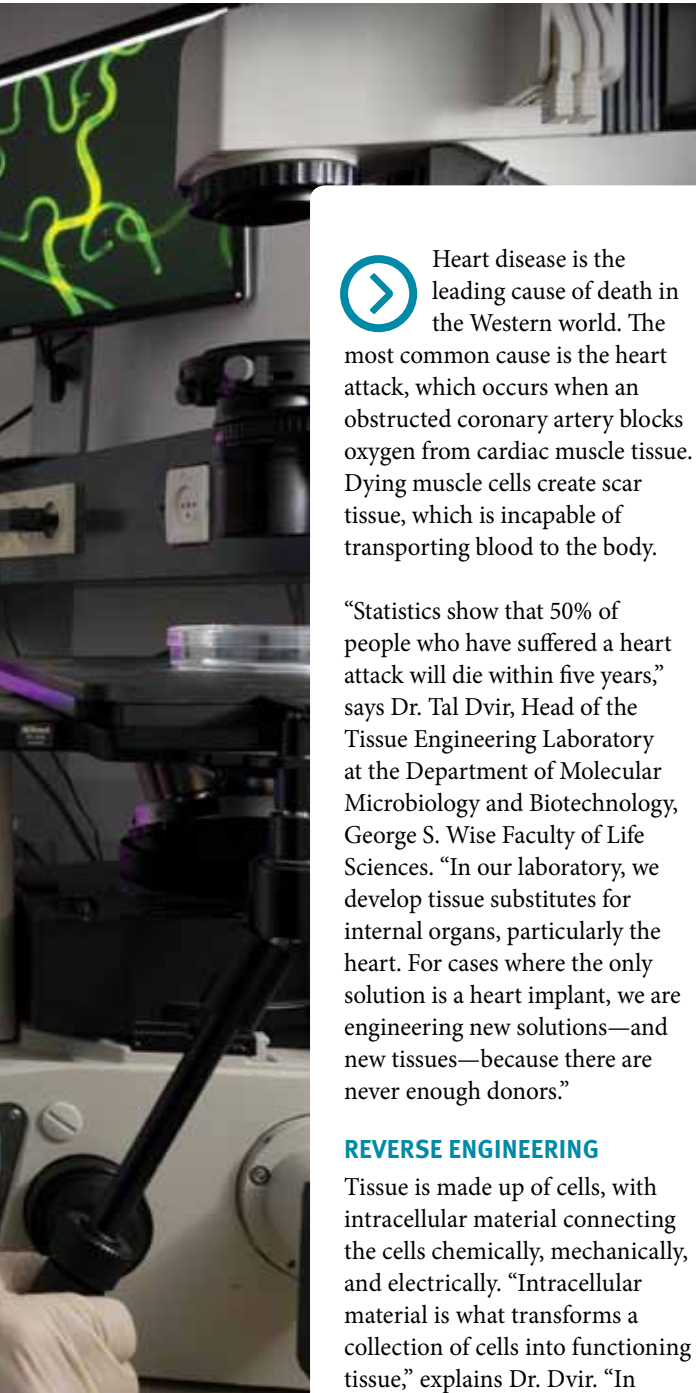 Heart disease is the
leading cause of death in
the Western world. The
most common cause is the heart
attack, which occurs when an
obstructed coronary artery blocks
oxygen from cardiac muscle tissue.
Dying muscle cells create scar
tissue, which is incapable of
transporting blood to the body.
“Statistics show that 50% of
people who have suffered a heart
attack will die within five years,”
says Dr. Tal Dvir, Head of the
Tissue Engineering Laboratory
at the Department of Molecular
Microbiology and Biotechnology,
George S. Wise Faculty of Life
Sciences. “In our laboratory, we
develop tissue substitutes for
internal organs, particularly the
heart. For cases where the only
solution is a heart implant, we are
engineering new solutions—and
new tissues—because there are
never enough donors.”
REVERSE ENGINEERING
Tissue is made up of cells, with
intracellular material connecting
the cells chemically, mechanically,
and electrically. “Intracellular
material is what transforms a
collection of cells into functioning
tissue,” explains Dr. Dvir. “In